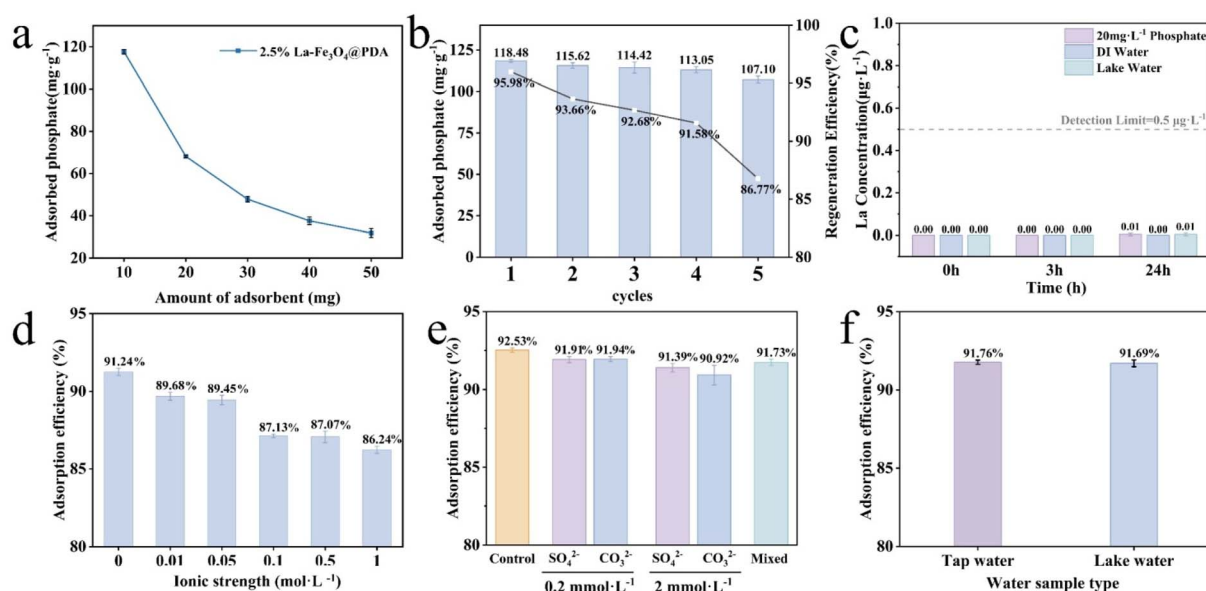 a
120
100
80
60
40
20
10
20
30
40
50
2.5% La-Fe₃O₄@PDA
Adsorbed phosphate(mg·g⁻¹)
Amount of adsorbent (mg)
b
125
100
75
50
25
0
118.48
115.62
114.42
113.05
107.10
95.98%
93.66%
92.68%
91.58%
86.77%
100
95
90
85
80
1
2
3
4
5
Adsorbed phosphate (mg·g⁻¹)
Regeneration Efficiency(%)
cycles
c
1.0
0.8
0.6
0.4
0.2
0.0
20mg·L⁻¹ Phosphate
DI Water
Lake Water
Detection Limit=0.5 μg·L⁻¹
0.00 0.00 0.00
0.00 0.00 0.00
0.01 0.00 0.01
0h
3h
24h
La Concentration(μg·L⁻¹)
Time (h)
d
95
90
85
80
91.24%
89.68%
89.45%
87.13%
87.07%
86.24%
0
0.01
0.05
0.1
0.5
1
Adsorption efficiency (%)
Ionic strength (mol·L⁻¹)
e
95
90
85
80
92.53%
91.91%
91.94%
91.39%
90.92%
91.73%
Control
SO₄²⁻
CO₃²⁻
SO₄²⁻
CO₃²⁻
Mixed
0.2 mmol·L⁻¹
2 mmol·L⁻¹
Adsorption efficiency (%)
f
95
90
85
80
91.76%
91.69%
Tap water
Lake water
Adsorption efficiency (%)
Water sample type